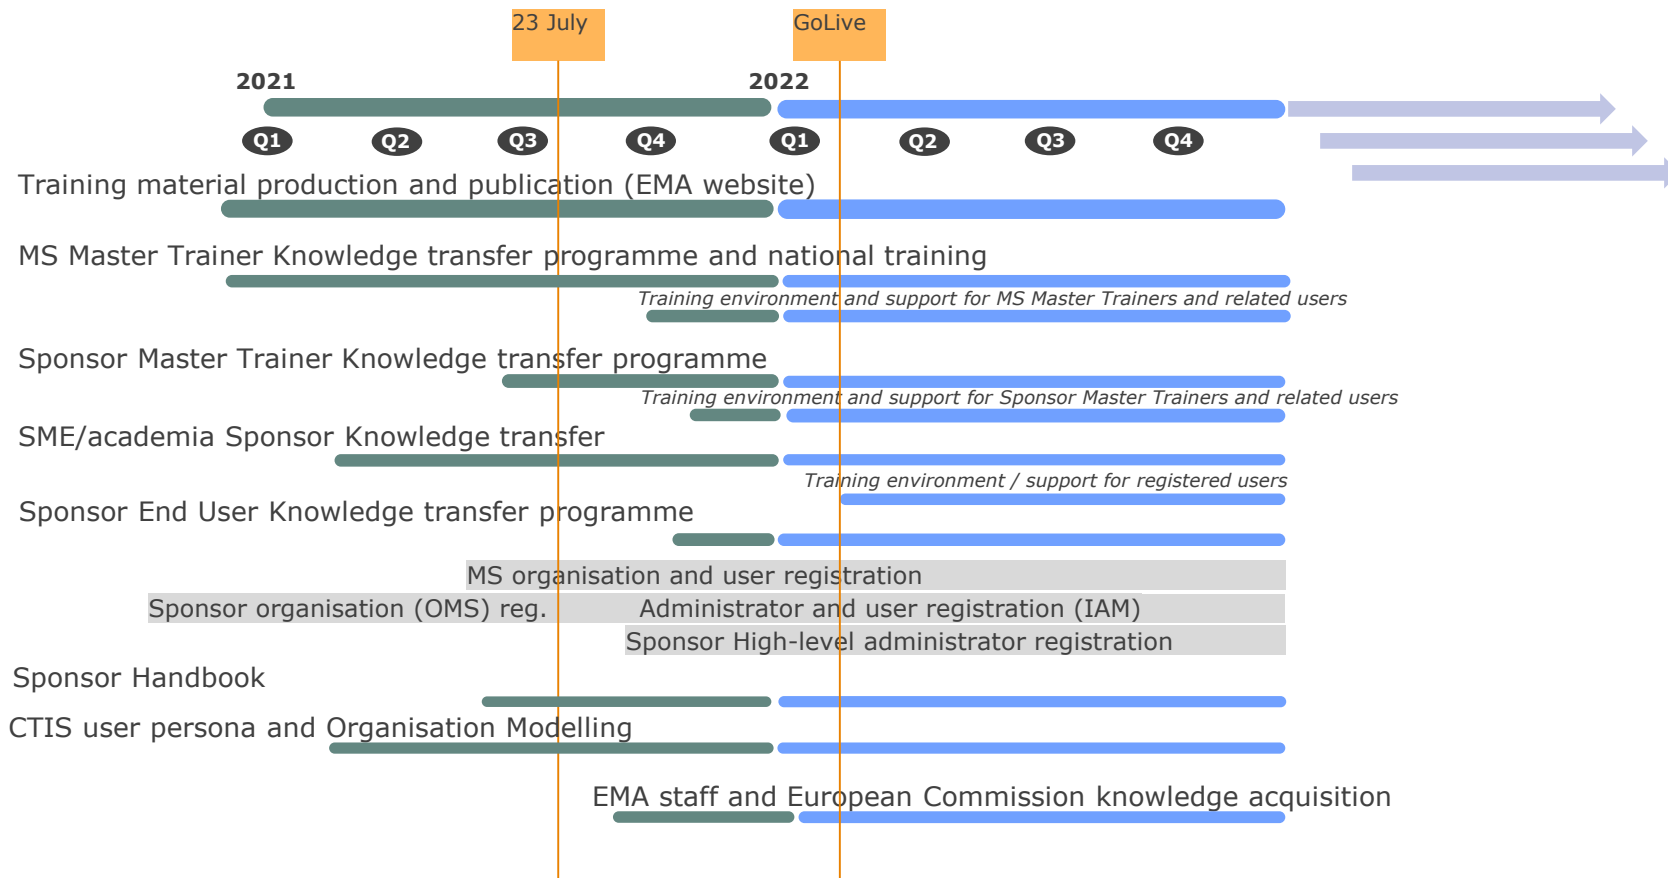 23 July
GoLive
2021
2022
Q1
Q2
Q3
Q4
Q1
Q2
Q3
Q4
Training material production and publication (EMA website)
MS Master Trainer Knowledge transfer programme and national training
Training environment and support for MS Master Trainers and related users
Sponsor Master Trainer Knowledge transfer programme
Training environment and support for Sponsor Master Trainers and related users
SME/academia Sponsor Knowledge transfer
Training environment / support for registered users
Sponsor End User Knowledge transfer programme
MS organisation and user registration
Sponsor organisation (OMS) reg.
Administrator and user registration (IAM)
Sponsor High-level administrator registration
Sponsor Handbook
CTIS user persona and Organisation Modelling
EMA staff and European Commission knowledge acquisition